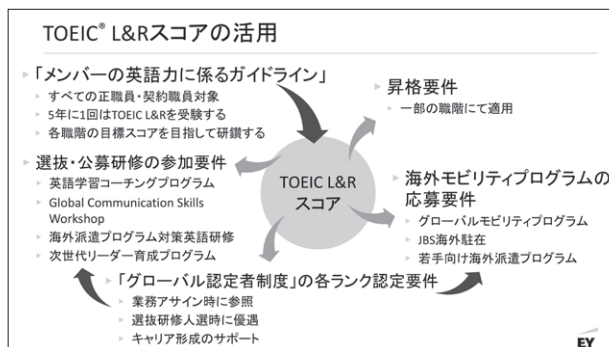 TOEIC® L&Rスコアの活用
「メンバーの英語力に係るガイドライン」
すべての正職員・契約職員対象
5年に1回はTOEIC L&Rを受験する
各職階の目標スコアを目指して研鑽する
選抜・公募研修の参加要件
英語学習コーチングプログラム
Global Communication Skills
Workshop
海外派遣プログラム対策英語研修
次世代リーダー育成プログラム
TOEIC L&R
スコア
昇格要件
一部の職階にて適用
海外モビリティプログラムの
応募要件
グローバルモビリティプログラム
JBS海外駐在
若手向け海外派遣プログラム
「グローバル認定者制度」の各ランク認定要件
業務アサイン時に参照
選抜研修人選時に優遇
キャリア形成のサポート
EY